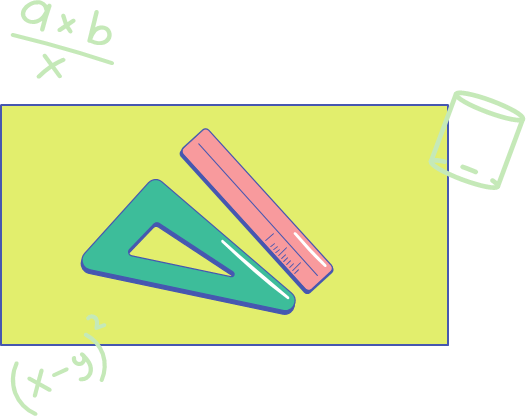 a × b
x
(x-y)²